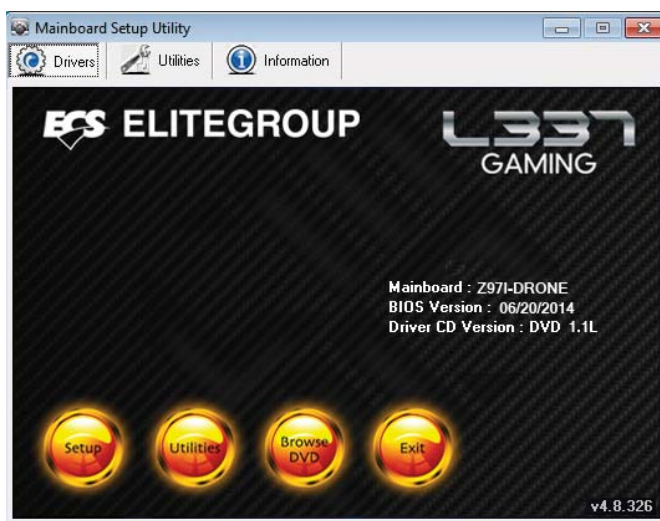 Mainboard Setup Utility
Drivers Utilities Information
ECS ELITEGROUP
L337
GAMING
Mainboard : Z97I-DRONE
BIOS Version : 06/20/2014
Driver CD Version : DVD 1.1L
Setup
Utilities
Browse
DVD
Exit
v4.8.326